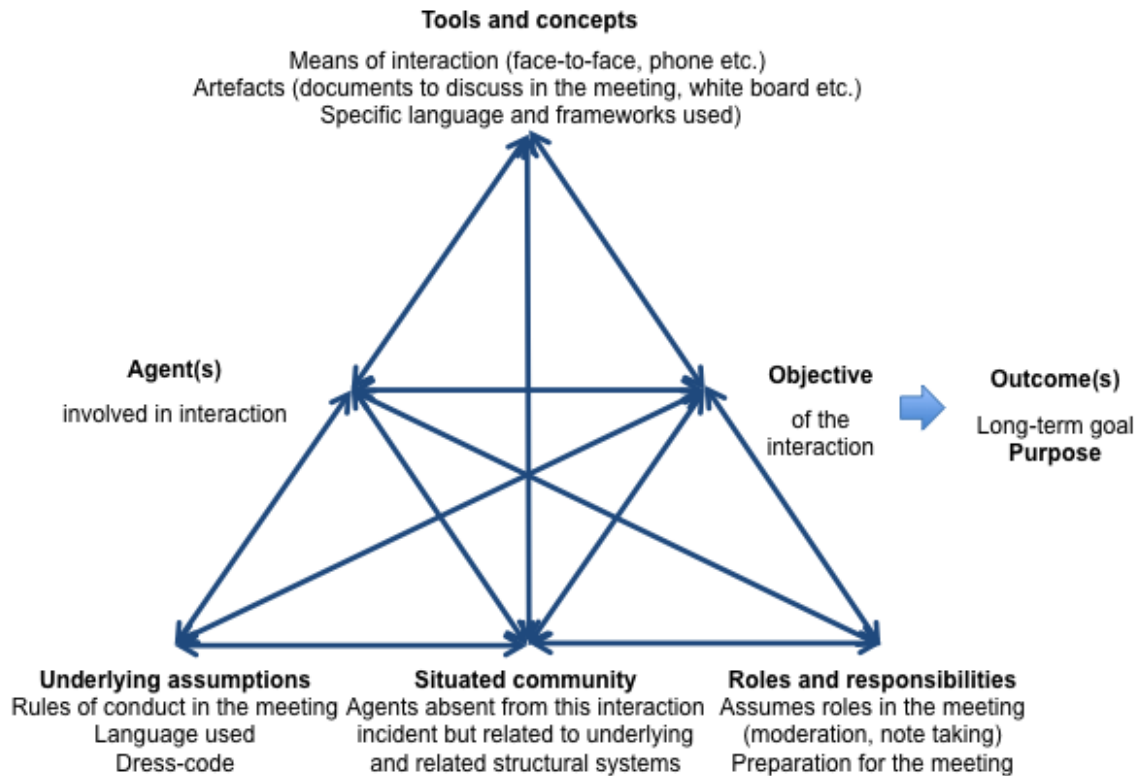 Tools and concepts
Means of interaction (face-to-face, phone etc.)
Artefacts (documents to discuss in the meeting, white board etc.)
Specific language and frameworks used)
Agent(s)
involved in interaction
Objective
of the
interaction
Outcome(s)
Long-term goal
Purpose
Underlying assumptions
Rules of conduct in the meeting
Language used
Dress-code
Situated community
Agents absent from this interaction
incident but related to underlying
and related structural systems
Roles and responsibilities
Assumes roles in the meeting
(moderation, note taking)
Preparation for the meeting